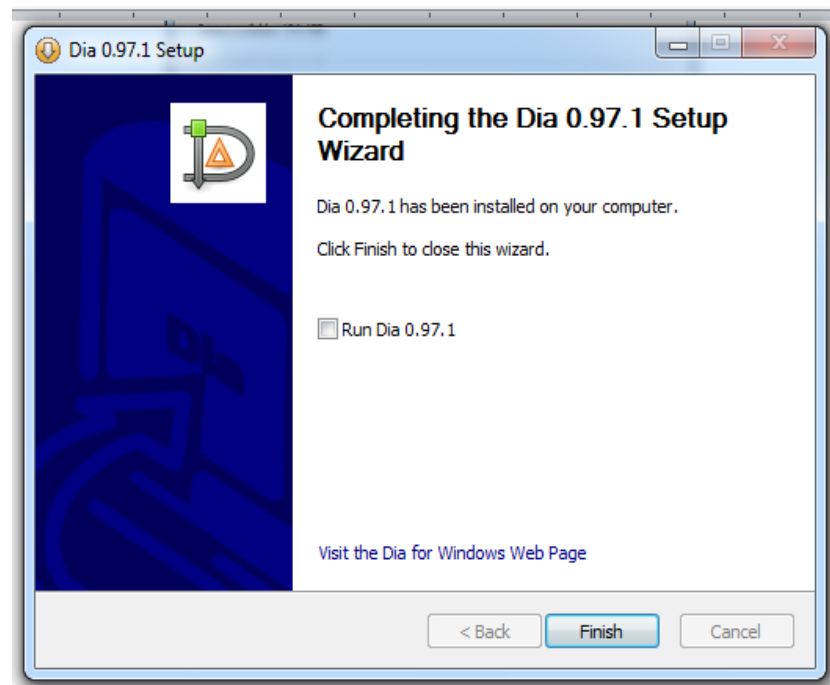 Dia 0.97.1 Setup
Completing the Dia 0.97.1 Setup
Wizard
Dia 0.97.1 has been installed on your computer.
Click Finish to close this wizard.
Run Dia 0.97.1
Dia
Visit the Dia for Windows Web Page
< Back
Finish
Cancel